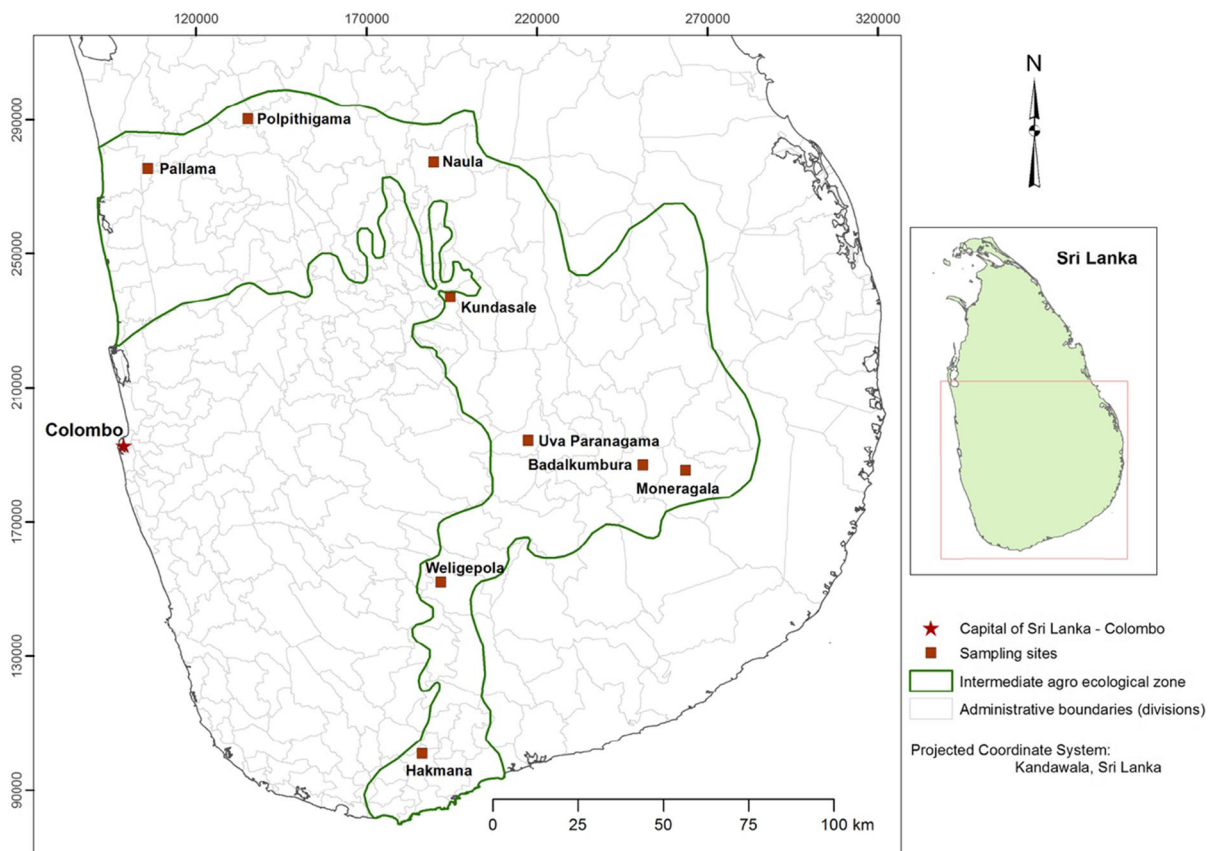 120000 170000 220000 270000 320000
290000
250000
210000
170000
130000
90000
Polpithigama
Pallama
Naula
Kundasale
Colombo
Uva Paranagama
Badalkumbura
Moneragala
Weligepola
Hakmana
0 25 50 100 km
N
Sri Lanka
Capital of Sri Lanka - Colombo
Sampling sites
Intermediate agro ecological zone
Administrative boundaries (divisions)
Projected Coordinate System:
Kandawala, Sri Lanka